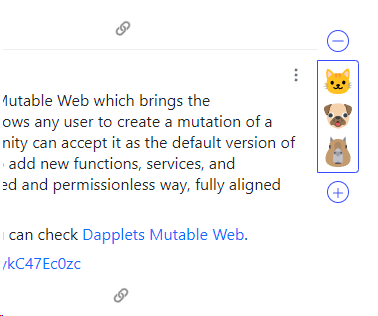 Mutable Web which brings the
ows any user to create a mutation of a
nity can accept it as the default version of
add new functions, services, and
ed and permissionless way, fully aligned
can check Dapplets Mutable Web.
/kC47Ec0zc